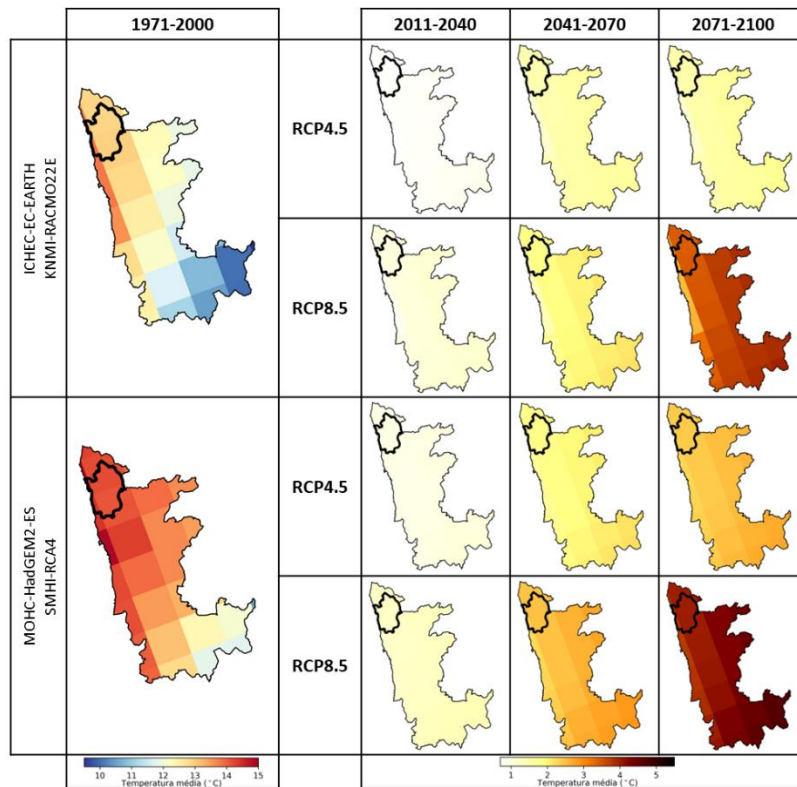 1971-2000
2011-2040
2041-2070
2071-2100
ICHEC-EC-EARTH
KNMI-RACMO22E
RCP4.5
RCP8.5
MOHC-HadGEM2-ES
SMHI-RCA4
RCP4.5
RCP8.5
10 11 12 13 14 15
Temperatura média (°C)
1 2 3 4 5
Temperatura média (°C)